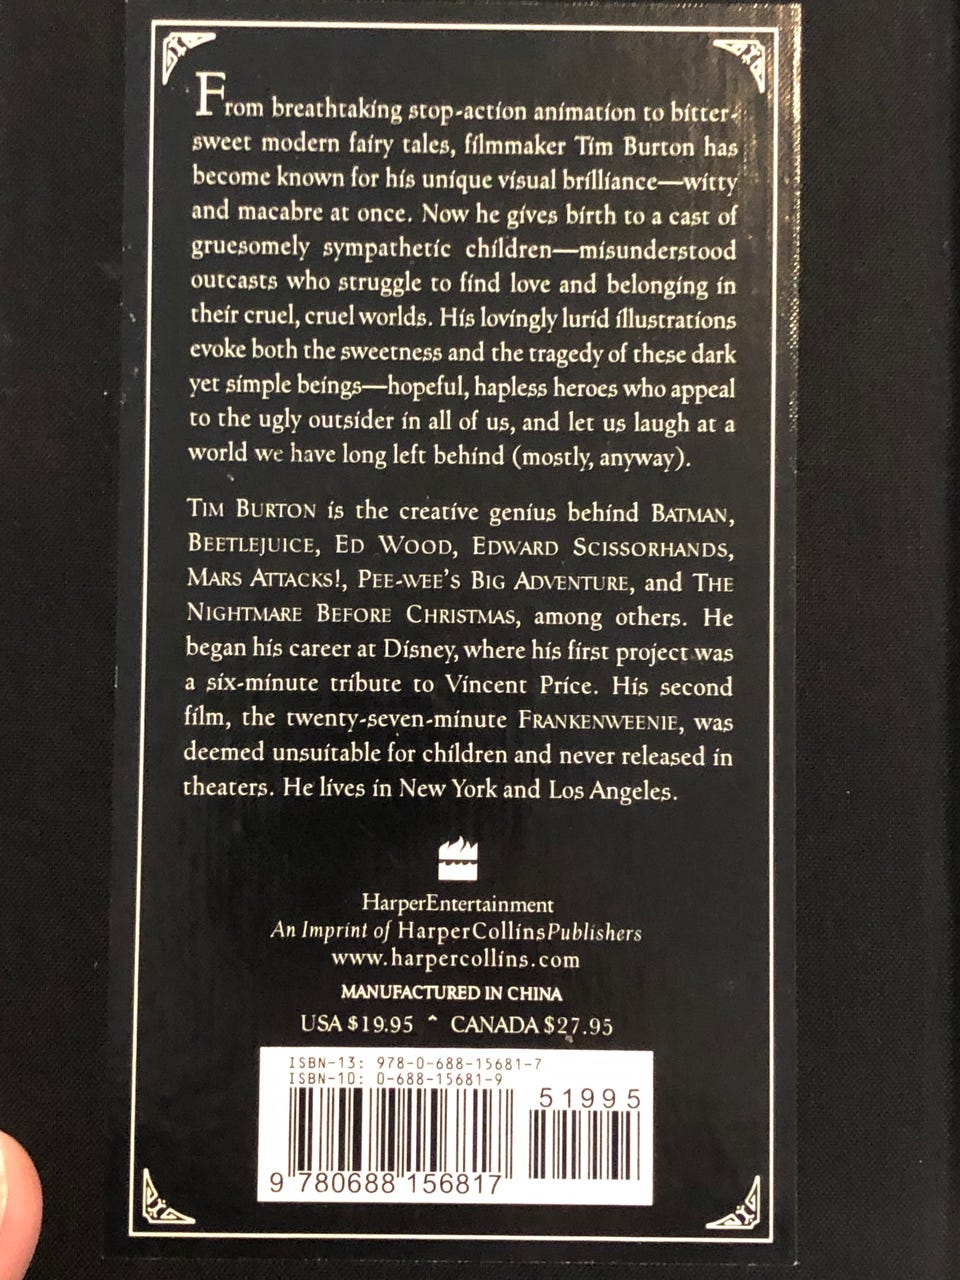 From breathtaking stop-action animation to bitter-
sweet modern fairy tales, filmmaker Tim Burton has
become known for his unique visual brilliance—witty
and macabre at once. Now he gives birth to a cast of
gruesomely sympathetic children—misunderstood
outcasts who struggle to find love and belonging in
their cruel, cruel worlds. His lovingly lurid illustrations
evoke both the sweetness and the tragedy of these dark
yet simple beings—hopeful, hapless heroes who appeal
to the ugly outsider in all of us, and let us laugh at a
world we have long left behind (mostly, anyway).
TIM BURTON is the creative genius behind BATMAN,
BEETLEJUICE, ED WOOD, EDWARD SCISSORHANDS,
MARS ATTACKS!, PEE-WEE'S BIG ADVENTURE, and THE
NIGHTMARE BEFORE CHRISTMAS, among others. He
began his career at Disney, where his first project was
a six-minute tribute to Vincent Price. His second
film, the twenty-seven-minute FRANKENWEENIE, was
deemed unsuitable for children and never released in
theaters. He lives in New York and Los Angeles.
HarperEntertainment
An Imprint of HarperCollinsPublishers
www.harpercollins.com
MANUFACTURED IN CHINA
USA $19.95 ^ CANADA $27.95
ISBN-13: 978-0-688-15681-7
ISBN-10: 0-688-15681-9
51995
9 780688 156817